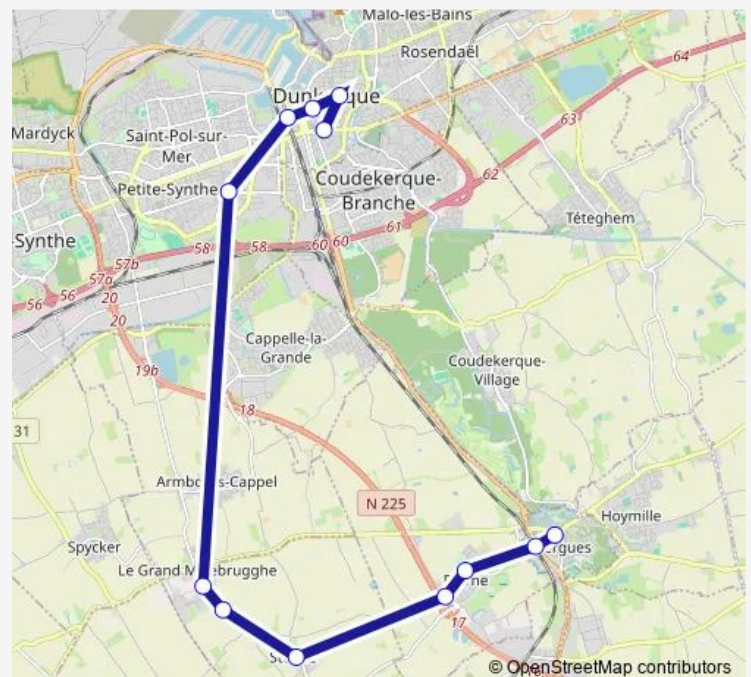 Malo-les-Bains
Rosendaël
64
Mardyck
Saint-Pol-sur-
Mer
63
Petite-Synthe
Coudekerque-
Branche
62
Téteghem
-Synthe
58
58
60
60
61
57b
57a
56
56
20
20
Cappelle-la-
Grande
19b
Coudekerque-
Village
18
31
N 225
Hoymille
Spycker
17
© OpenStreetMap contributors